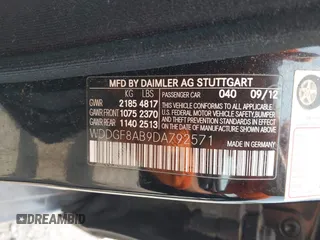 MFD BY DAIMLER AG STUTTGART
KG LBS PASSENGER CAR 040 09/12
GVWR 2185 4817
GAWR FRONT 1075 2370
GAWR REAR 1140 2513
THIS VEHICLE CONFORMS TO ALL APPLICABLE U.S. FEDERAL MOTOR VEHICLE SAFETY, BUMPER, AND THEFT PREVENTION STANDARDS IN EFFECT ON THE DATE OF MANUFACTURE SHOWN ABOVE
WDDGF8AB9DA792571
MADE IN GERMANY
DREAMBID